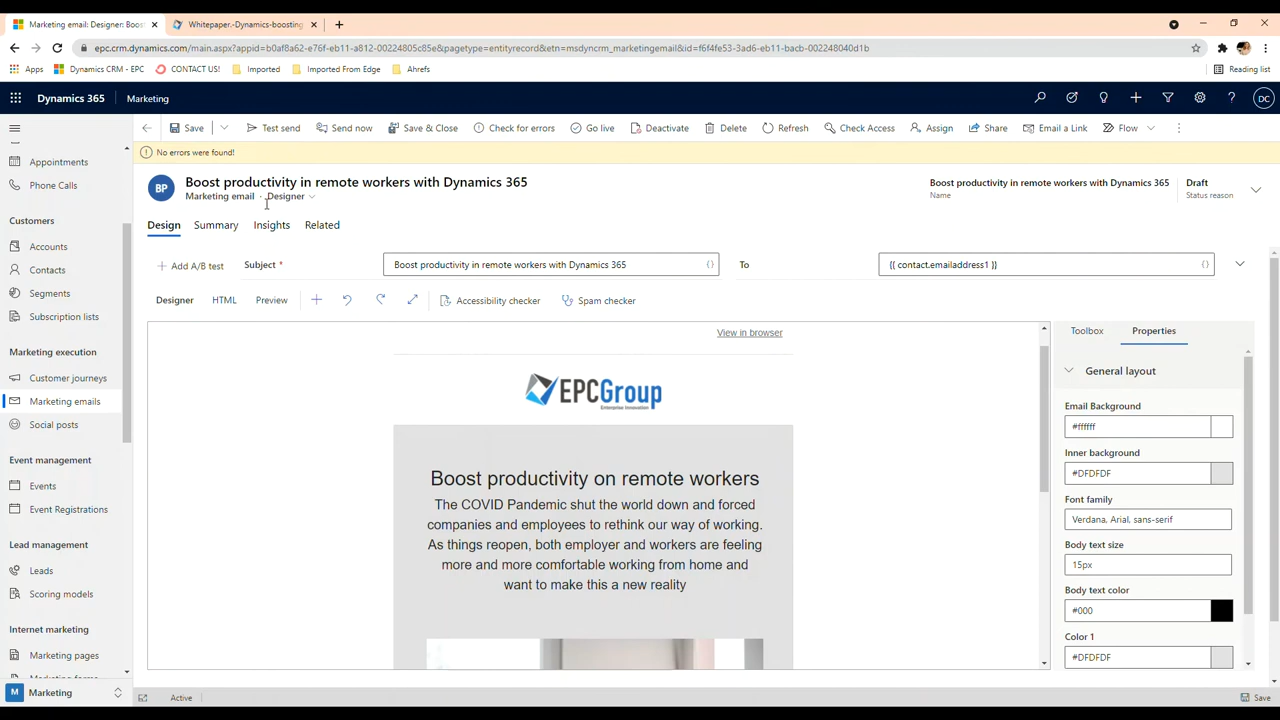 Marketing email: Designer: Boost
Whitepaper.-Dynamics-boosting
epc.crm.dynamics.com/main.aspx?appid=b0af8a62-e76f-eb11-a812-00224805c85e&pagetype=entityrecord&etn=msdyncrm_marketingemail&id=f6f4fe53-3ad6-eb11-bacb-002248040d1b
Apps Dynamics CRM - EPC CONTACT US! Imported Imported From Edge Ahrefs Reading list
Dynamics 365 Marketing DC
Save Test send Send now Save & Close Check for errors Go live Deactivate Delete Refresh Check Access Assign Share Email a Link Flow
No errors were found!
Appointments
Phone Calls
Customers
Accounts
Contacts
Segments
Subscription lists
Marketing execution
Customer journeys
Marketing emails
Social posts
Event management
Events
Event Registrations
Lead management
Leads
Scoring models
Internet marketing
Marketing pages
M Marketing
BP
Boost productivity in remote workers with Dynamics 365
Marketing email · Designer
Boost productivity in remote workers with Dynamics 365
Name
Draft
Status reason
Design Summary Insights Related
Add A/B test Subject * Boost productivity in remote workers with Dynamics 365 {} To {{ contact.emailaddress1 }} {}
Designer HTML Preview Accessibility checker Spam checker
View in browser
EPCGroup
Enterprise Innovation
Boost productivity on remote workers
The COVID Pandemic shut the world down and forced
companies and employees to rethink our way of working.
As things reopen, both employer and workers are feeling
more and more comfortable working from home and
want to make this a new reality
Toolbox Properties
General layout
Email Background
#ffffff
Inner background
#DFDFDF
Font family
Verdana, Arial, sans-serif
Body text size
15px
Body text color
#000
Color 1
#DFDFDF
Active
Save